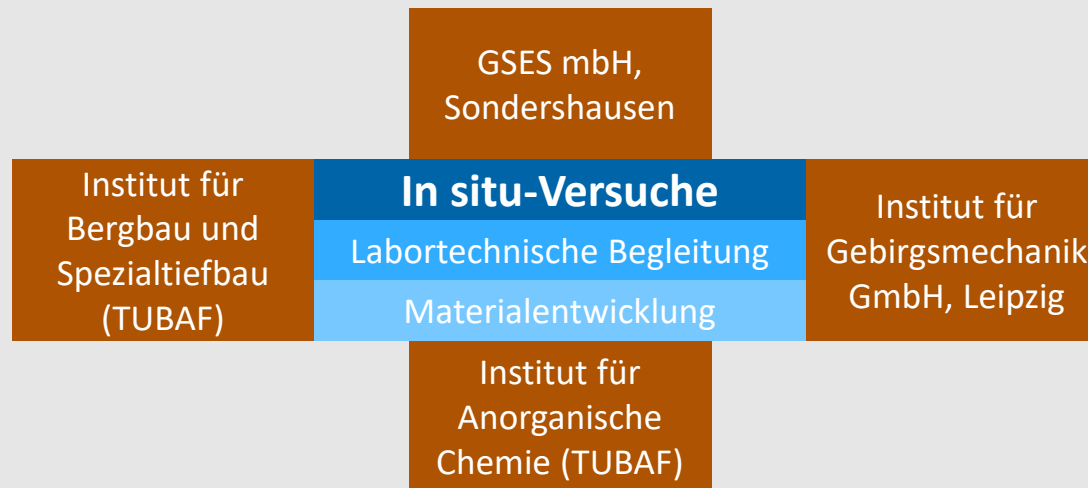 GSES mbH,
Sondershausen
Institut für
Bergbau und
Spezialtiefbau
(TUBAF)
In situ-Versuche
Labortechnische Begleitung
Materialentwicklung
Institut für
Gebirgsmechanik
GmbH, Leipzig
Institut für
Anorganische
Chemie (TUBAF)